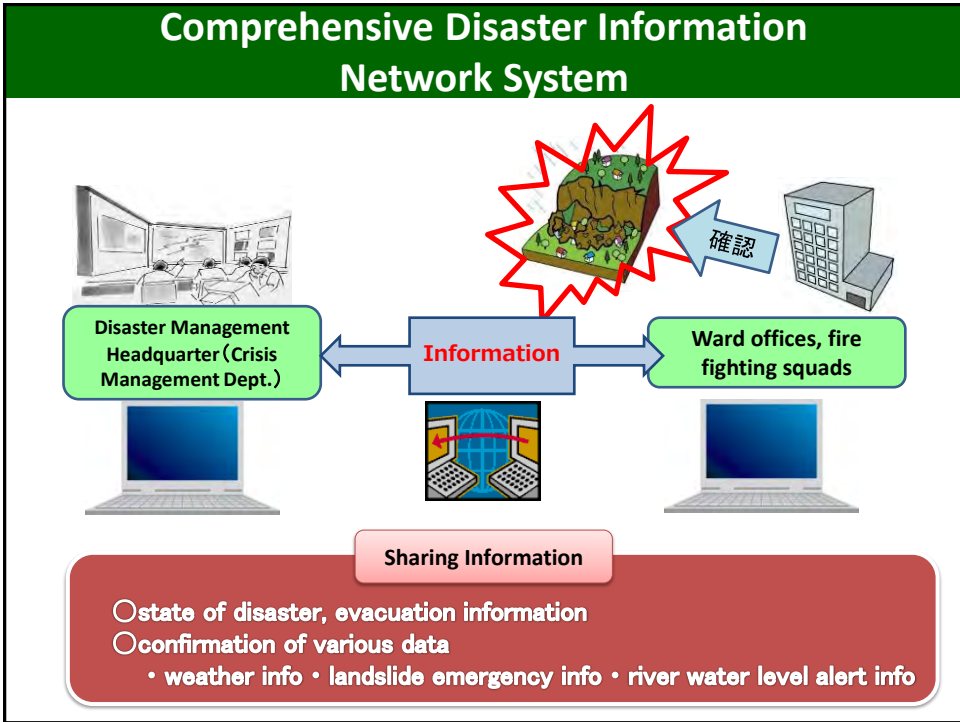 Comprehensive Disaster Information
Network System
確認
Disaster Management
Headquarter（Crisis
Management Dept.）
Information
Ward offices, fire
fighting squads
Sharing Information
○state of disaster, evacuation information
○confirmation of various data
・weather info・landslide emergency info・river water level alert info